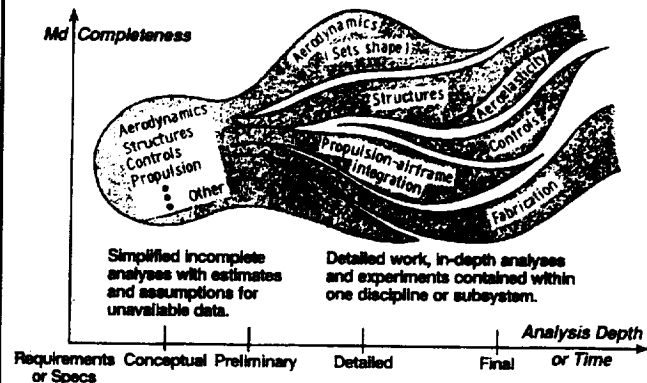 Md Completeness
Aerodynamics
(Sets shape)
Structures
Aeroelasticity
Controls
Aerodynamics
Structures
Controls
Propulsion
Other
Propulsion-airframe
integration
Fabrication
Simplified incomplete
analyses with estimates
and assumptions for
unavailable data.
Detailed work, in-depth analyses
and experiments contained within
one discipline or subsystem.
Analysis Depth
or Time
Requirements
or Specs
Conceptual
Preliminary
Detailed
Final